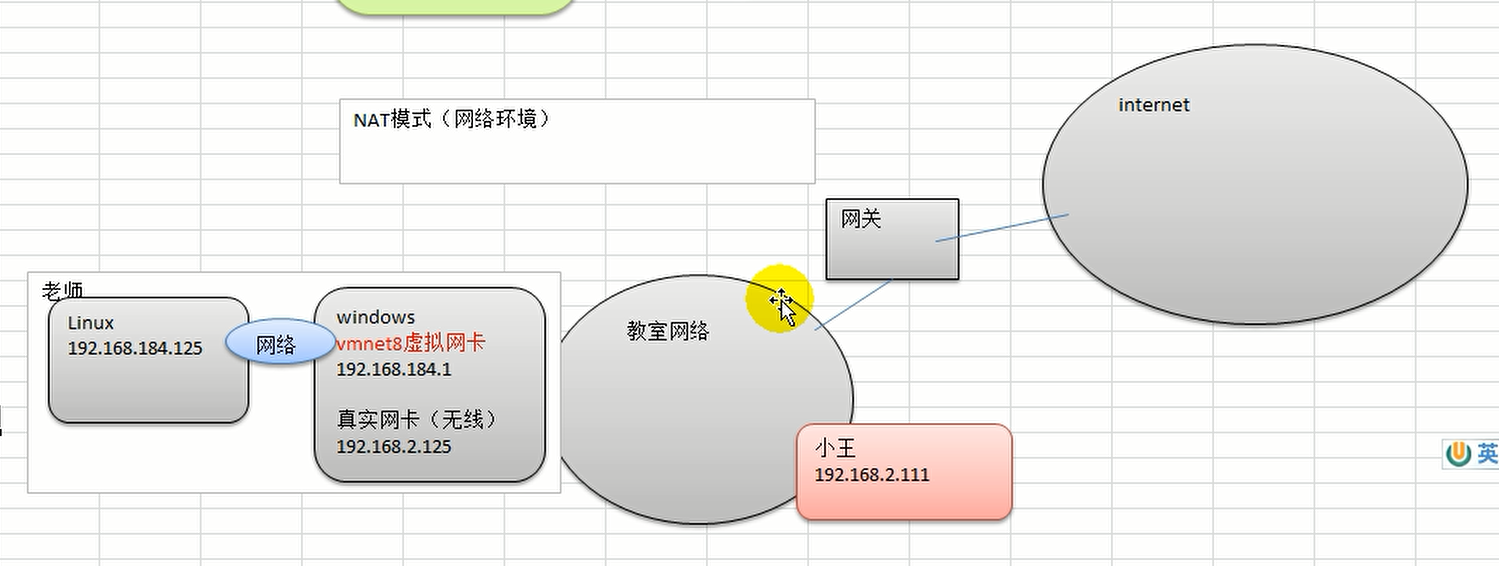 NAT模式（网络环境）
internet
网关
老师
Linux
192.168.184.125
网络
windows
vmnet8虚拟网卡
192.168.184.1
真实网卡（无线）
192.168.2.125
教室网络
小王
192.168.2.111
英